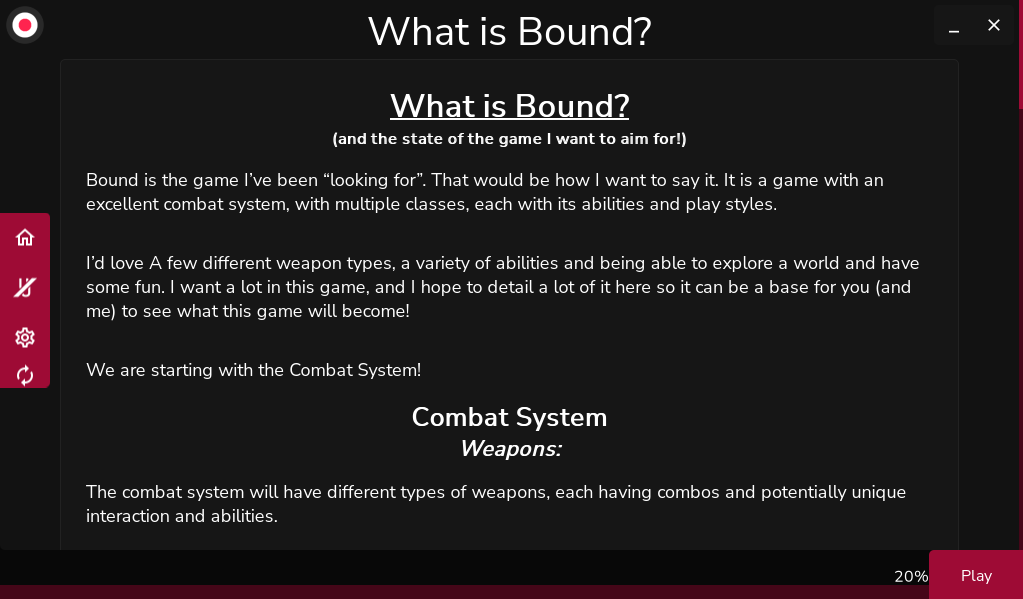 What is Bound?
What is Bound?
(and the state of the game I want to aim for!)
Bound is the game I’ve been “looking for”. That would be how I want to say it. It is a game with an
excellent combat system, with multiple classes, each with its abilities and play styles.
I’d love A few different weapon types, a variety of abilities and being able to explore a world and have
some fun. I want a lot in this game, and I hope to detail a lot of it here so it can be a base for you (and
me) to see what this game will become!
We are starting with the Combat System!
Combat System
Weapons:
The combat system will have different types of weapons, each having combos and potentially unique
interaction and abilities.
20%
Play